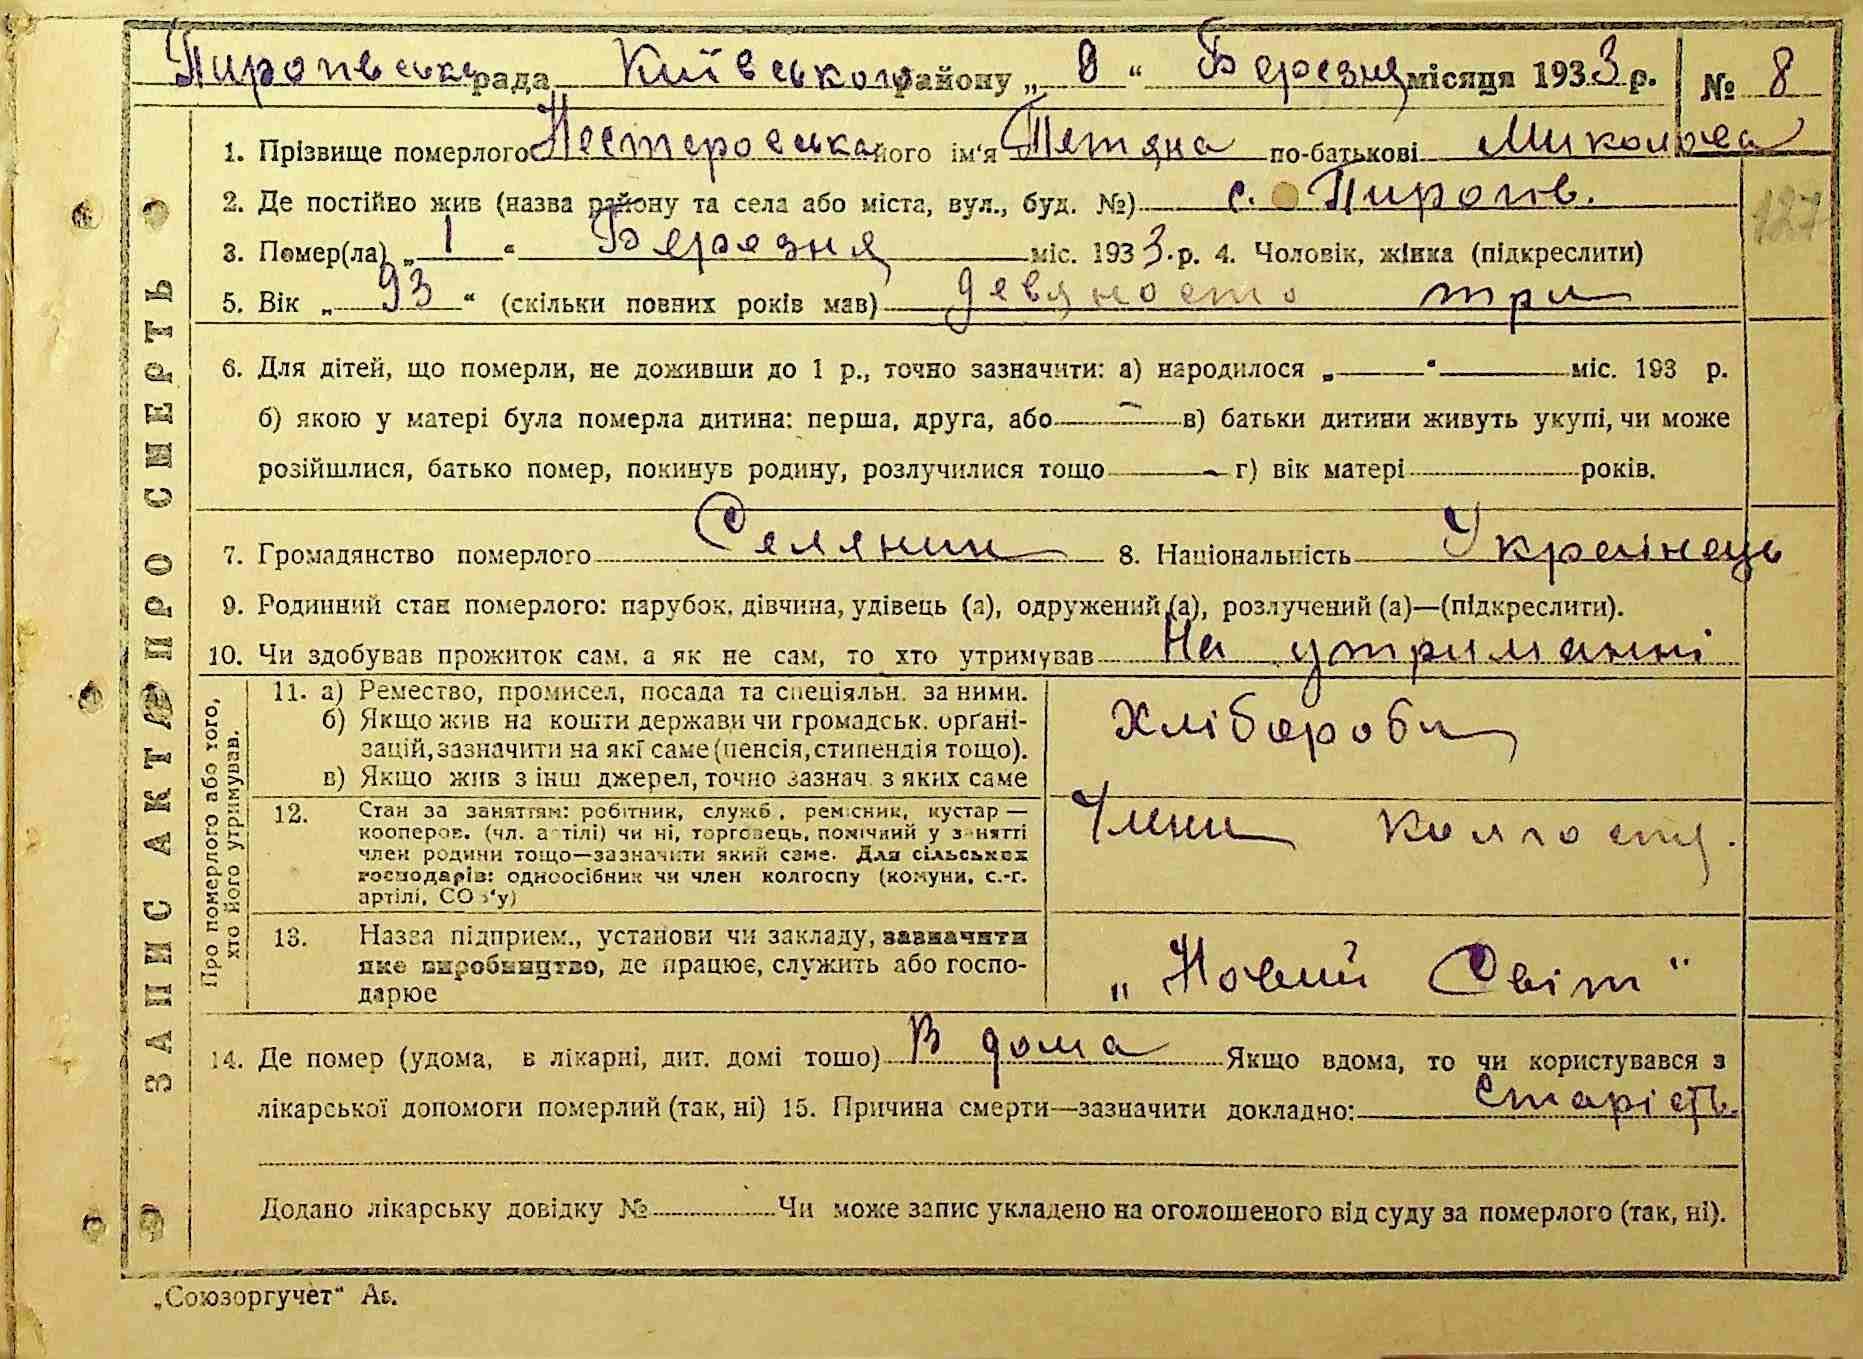 Пирогівська рада Київського району „ 8 “ Березня місяця 1933 р. № 8
1. Прізвище померлого Нестеровська його ім'я Тетяна по-батькові
2. Де постійно жив (назва району та села або міста, вул., буд. №) с. Пирогів.
127
3. Помер(ла) „ 1 “ Березня міс. 1933 р. 4. Чоловік, жінка (підкреслити)
5. Вік „ 93 “ (скільки повних років мав) девяносто три
6. Для дітей, що померли, не доживши до 1 р., точно зазначити: а) народилося „——“—— міс. 193 р.
б) якою у матері була померла дитина: перша, друга, або — в) батьки дитини живуть укупі, чи може
розійшлися, батько помер, покинув родину, розлучилися тощо — г) вік матері років.
7. Громадянство померлого Селянин 8. Національність Украінець
9. Родинний стан померлого: парубок, дівчина, удівець (а), одружений (а), розлучений (а)—(підкреслити).
10. Чи здобував прожиток сам, а як не сам, то хто утримував На утриманні
11. а) Ремество, промисел, посада та спеціяльн. за ними.
б) Якщо жив на кошти держави чи громадськ. орґані-
зацій, зазначити на які саме (пенсія, стипендія тощо).
в) Якщо жив з інш джерел, точно зазнач. з яких саме
Хлібороби
12. Стан за заняттям: робітник, служб., ремісник, кустар —
кооперов. (чл. артілі) чи ні, торговець, помічний у занятті
член родини тощо—зазначити який саме. Для сільських
господарів: одноосібник чи член колгоспу (комуни, с.-г.
артілі, СОЗ'у)
Члени колгоспу.
13. Назва підприєм., установи чи закладу, зазначити
яке виробництво, де працює, служить або госпо-
дарює
„Новий Світ“
Про померлого або того,
хто його утримував.
14. Де помер (удома, в лікарні, дит. домі тощо) В дома Якщо вдома, то чи користувався з
лікарської допомоги померлий (так, ні) 15. Причина смерти—зазначити докладно: Старість.
Додано лікарську довідку № Чи може запис укладено на оголошеного від суду за померлого (так, ні).
ЗАПИС АКТА ПРО СМЕРТЬ
„Союзоргучёт“